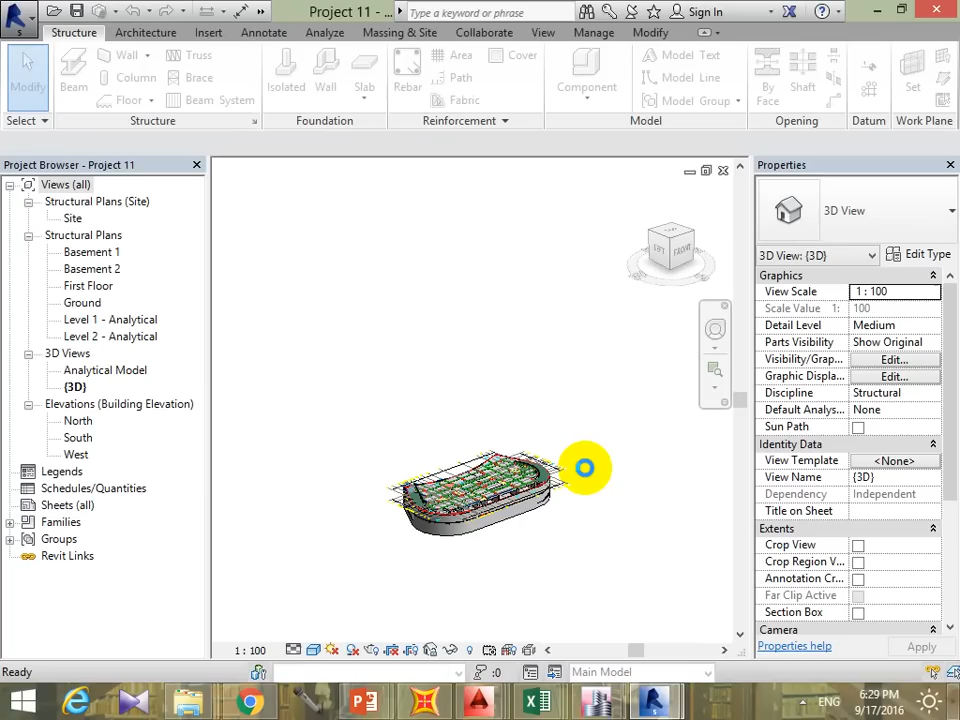 Project 11 - ...
Type a keyword or phrase
Sign In
Structure
Architecture
Insert
Annotate
Analyze
Massing & Site
Collaborate
View
Manage
Modify
Modify
Beam
Wall
Column
Floor
Truss
Brace
Beam System
Isolated
Wall
Slab
Rebar
Area
Path
Fabric
Cover
Component
Model Text
Model Line
Model Group
By
Face
Shaft
Set
Select
Structure
Foundation
Reinforcement
Model
Opening
Datum
Work Plane
Project Browser - Project 11
Views (all)
Structural Plans (Site)
Site
Structural Plans
Basement 1
Basement 2
First Floor
Ground
Level 1 - Analytical
Level 2 - Analytical
3D Views
Analytical Model
{3D}
Elevations (Building Elevation)
North
South
West
Legends
Schedules/Quantities
Sheets (all)
Families
Groups
Revit Links
LEFT
FRONT
Properties
3D View
3D View: {3D}
Edit Type
Graphics
View Scale 1 : 100
Scale Value 1: 100
Detail Level Medium
Parts Visibility Show Original
Visibility/Grap... Edit...
Graphic Displa... Edit...
Discipline Structural
Default Analys... None
Sun Path
Identity Data
View Template <None>
View Name {3D}
Dependency Independent
Title on Sheet
Extents
Crop View
Crop Region V...
Annotation Cr...
Far Clip Active
Section Box
Camera
Properties help
Apply
1 : 100
Ready
:0
Main Model
ENG
6:29 PM
9/17/2016